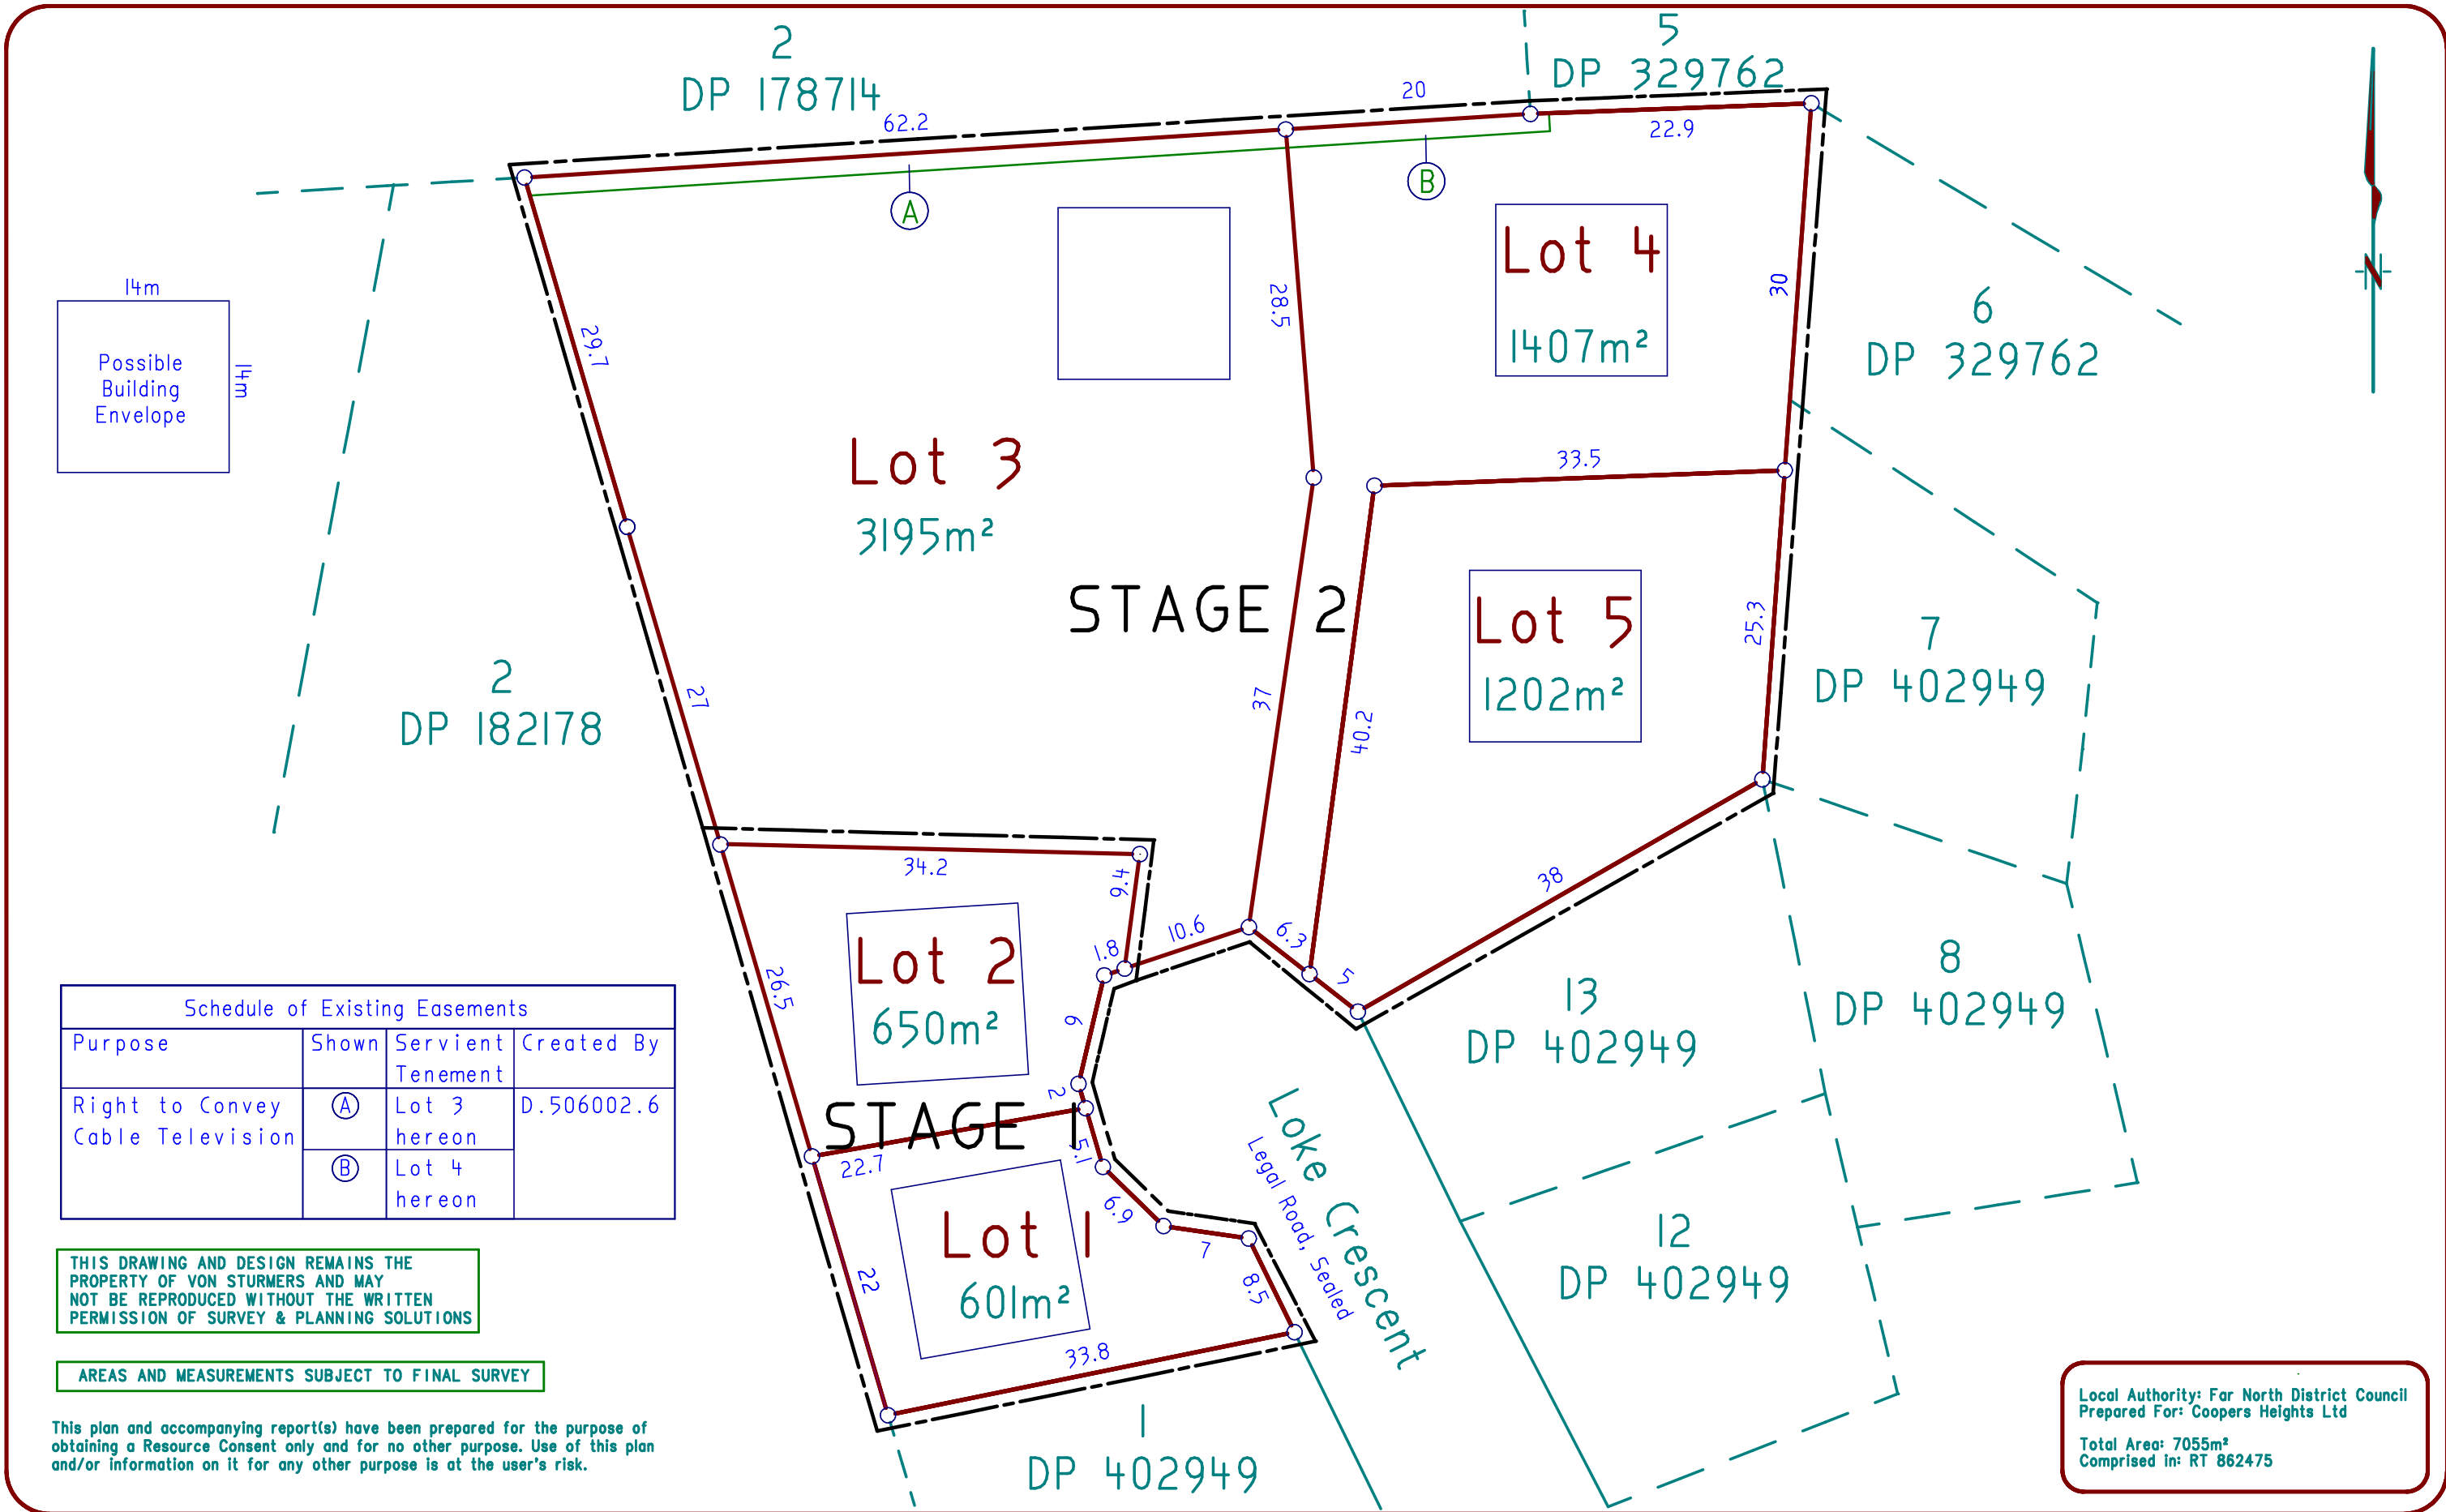 2
DP 178714
5
DP 329762
62.2
20
22.9
A
B
14m
Possible
Building
Envelope
14m
29.7
28.5
Lot 4
1407m²
30
6
DP 329762
Lot 3
3195m²
33.5
STAGE 2
Lot 5
1202m²
25.3
7
DP 402949
2
DP 182178
27
37
40.2
34.2
9.4
38
1.8
10.6
6.3
5
Lot 2
650m²
26.5
9
2
13
DP 402949
8
DP 402949
STAGE 1
22.7
5.1
6.9
7
8.5
Lot 1
601m²
22
33.8
Loke Crescent
Legal Road, Sealed
12
DP 402949
1
DP 402949
N
Schedule of Existing Easements
Purpose Shown Servient Tenement Created By
Right to Convey Cable Television
A Lot 3 hereon D.506002.6
B Lot 4 hereon
THIS DRAWING AND DESIGN REMAINS THE
PROPERTY OF VON STURMERS AND MAY
NOT BE REPRODUCED WITHOUT THE WRITTEN
PERMISSION OF SURVEY & PLANNING SOLUTIONS
AREAS AND MEASUREMENTS SUBJECT TO FINAL SURVEY
This plan and accompanying report(s) have been prepared for the purpose of
obtaining a Resource Consent only and for no other purpose. Use of this plan
and/or information on it for any other purpose is at the user's risk.
Local Authority: Far North District Council
Prepared For: Coopers Heights Ltd
Total Area: 7055m²
Comprised in: RT 862475